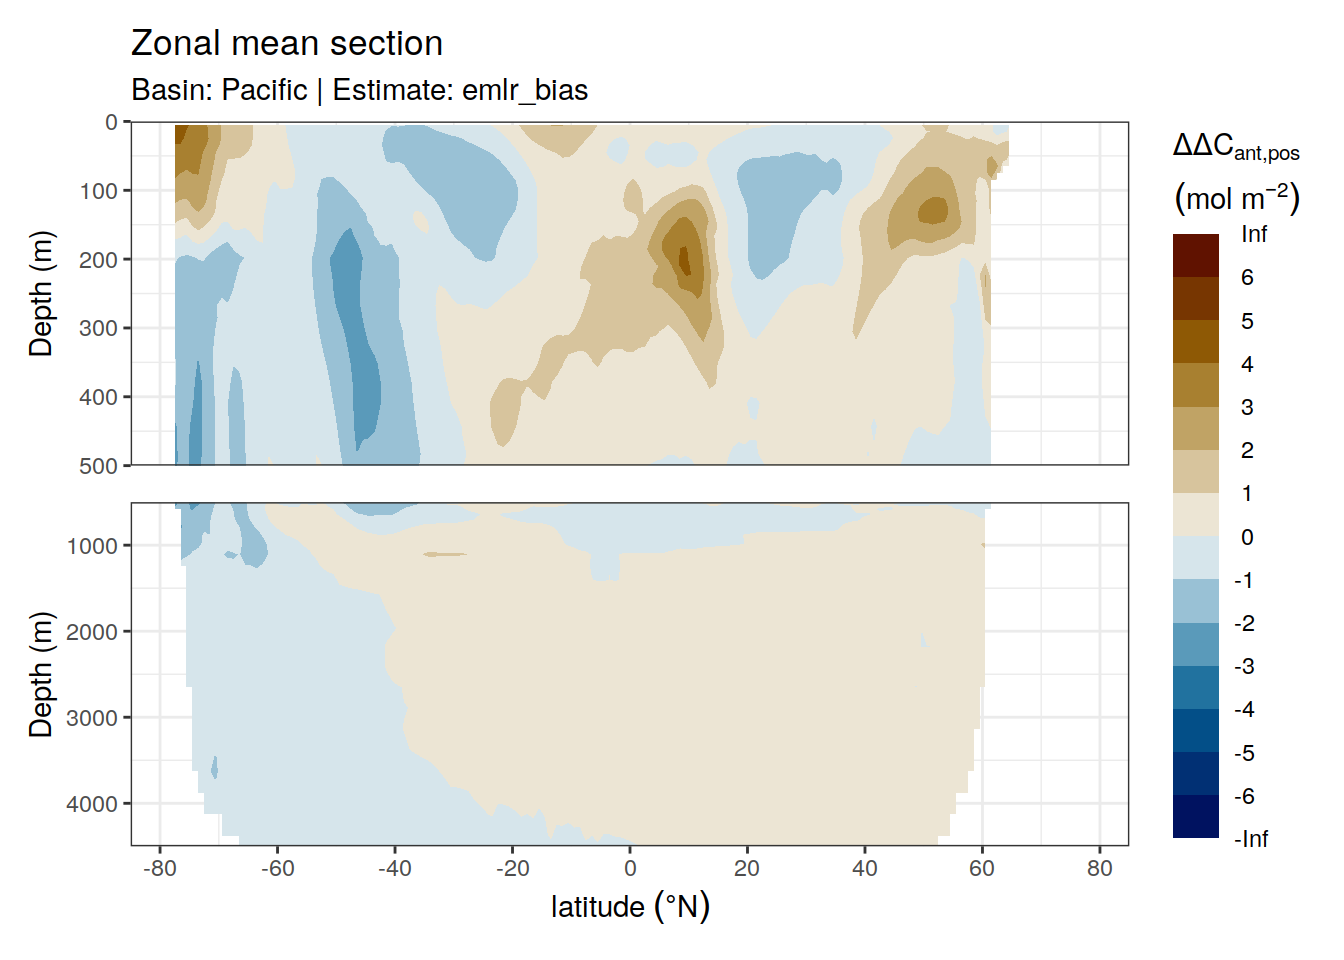 Zonal mean section
Basin: Pacific | Estimate: emlr_bias
0
100
200
300
400
500
Depth (m)
1000
2000
3000
4000
Depth (m)
-80 -60 -40 -20 0 20 40 60 80
latitude (°N)
ΔΔCant,pos
(mol m−2)
Inf
6
5
4
3
2
1
0
-1
-2
-3
-4
-5
-6
-Inf